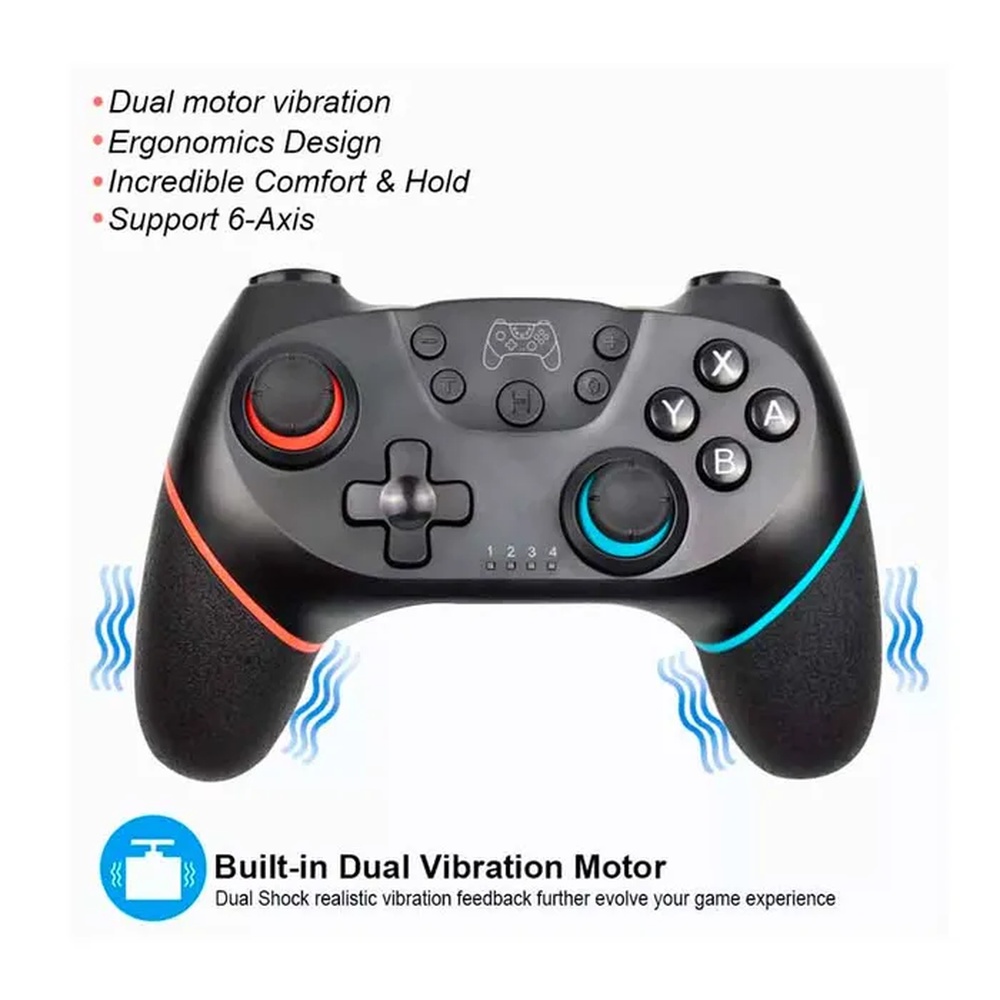 • Dual motor vibration
• Ergonomics Design
• Incredible Comfort & Hold
• Support 6-Axis
− +
T H
X
Y A
B
1 2 3 4
Built-in Dual Vibration Motor
Dual Shock realistic vibration feedback further evolve your game experience